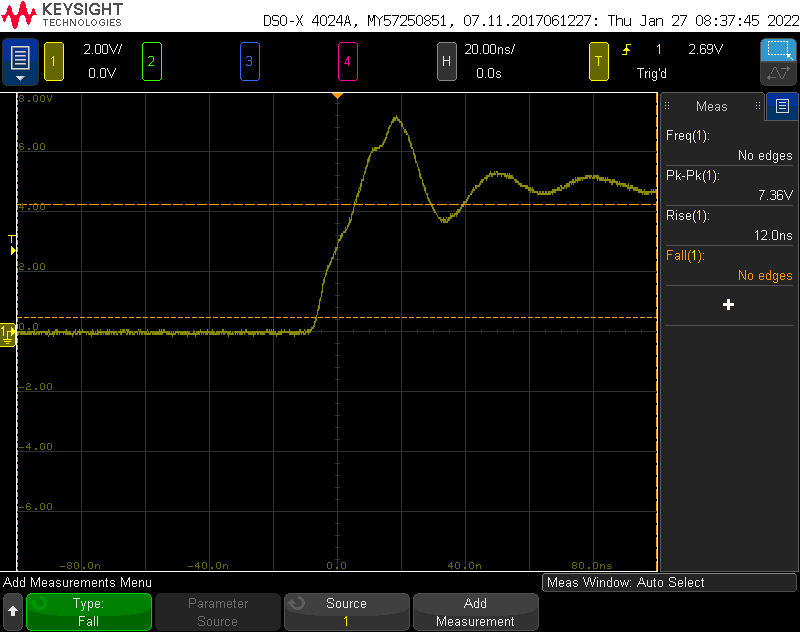 KEYSIGHT
TECHNOLOGIES
DSO-X 4024A, MY57250851, 07.11.2017061227: Thu Jan 27 08:37:45 2022
1
2.00V/
0.0V
2
3
4
H
20.00ns/
0.0s
T
1
2.69V
Trig'd
8.00V
6.00
4.00
T
2.00
1
0.0
-2.00
-4.00
-6.00
-80.0n
-40.0n
0.0
40.0n
80.0ns
Meas
Freq(1):
No edges
Pk-Pk(1):
7.36V
Rise(1):
12.0ns
Fall(1):
No edges
Add Measurements Menu
Meas Window: Auto Select
Type:
Fall
Parameter
Source
Source
1
Add
Measurement